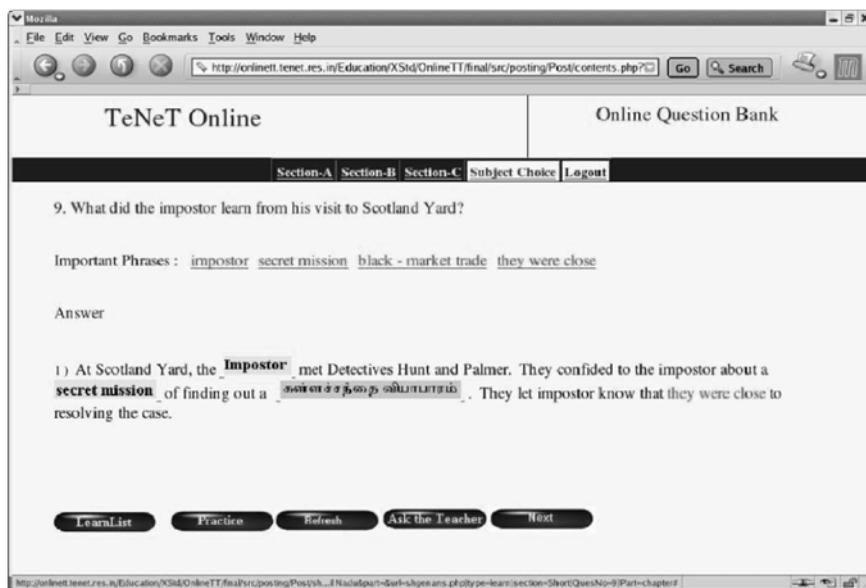 Mozilla
File Edit View Go Bookmarks Tools Window Help
http://onlinett.tenet.res.in/Education/XStd/OnlineTT/final/src/posting/Post/contents.php? Go Search
TeNeT Online
Online Question Bank
Section-A Section-B Section-C Subject Choice Logout
9. What did the impostor learn from his visit to Scotland Yard?
Important Phrases : impostor secret mission black - market trade they were close
Answer
1) At Scotland Yard, the Impostor met Detectives Hunt and Palmer. They confided to the impostor about a
secret mission of finding out a கள்ளச்சந்தை வியாபாரம் . They let impostor know that they were close to
resolving the case.
LearnList Practice Refresh Ask the Teacher Next